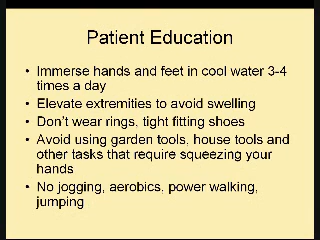 Patient Education
• Immerse hands and feet in cool water 3-4
times a day
• Elevate extremities to avoid swelling
• Don't wear rings, tight fitting shoes
• Avoid using garden tools, house tools and
other tasks that require squeezing your
hands
• No jogging, aerobics, power walking,
jumping